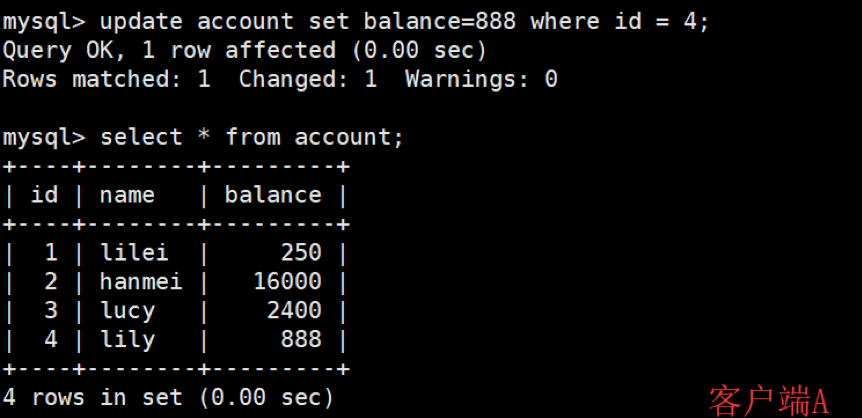 mysql> update account set balance=888 where id = 4;
Query OK, 1 row affected (0.00 sec)
Rows matched: 1  Changed: 1  Warnings: 0
mysql> select * from account;
+----+--------+---------+
| id | name   | balance |
+----+--------+---------+
|  1 | lilei  |     250 |
|  2 | hanmei |   16000 |
|  3 | lucy   |    2400 |
|  4 | lily   |     888 |
+----+--------+---------+
4 rows in set (0.00 sec)
客户端A